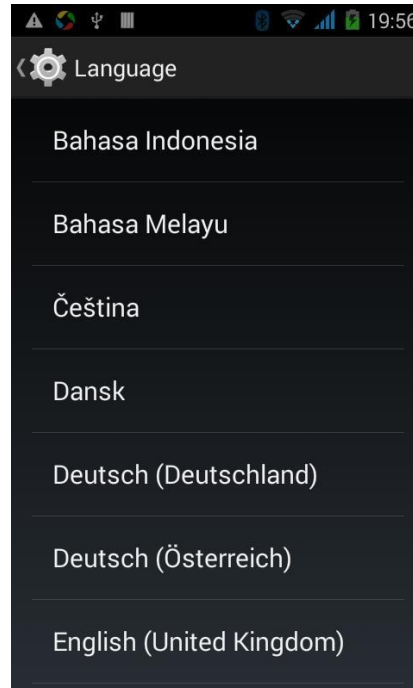 19:56
Language
Bahasa Indonesia
Bahasa Melayu
Čeština
Dansk
Deutsch (Deutschland)
Deutsch (Österreich)
English (United Kingdom)